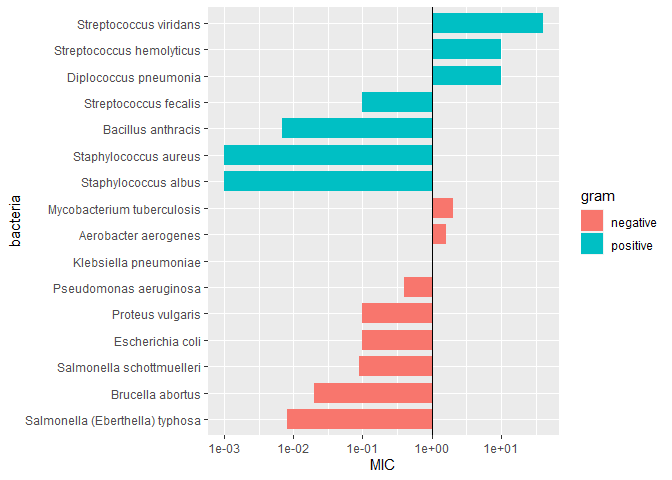 Streptococcus viridans
Streptococcus hemolyticus
Diplococcus pneumonia
Streptococcus fecalis
Bacillus anthracis
Staphylococcus aureus
Staphylococcus albus
Mycobacterium tuberculosis
Aerobacter aerogenes
Klebsiella pneumoniae
Pseudomonas aeruginosa
Proteus vulgaris
Escherichia coli
Salmonella schottmuelleri
Brucella abortus
Salmonella (Eberthella) typhosa
bacteria
1e-03 1e-02 1e-01 1e+00 1e+01
MIC
gram
negative
positive